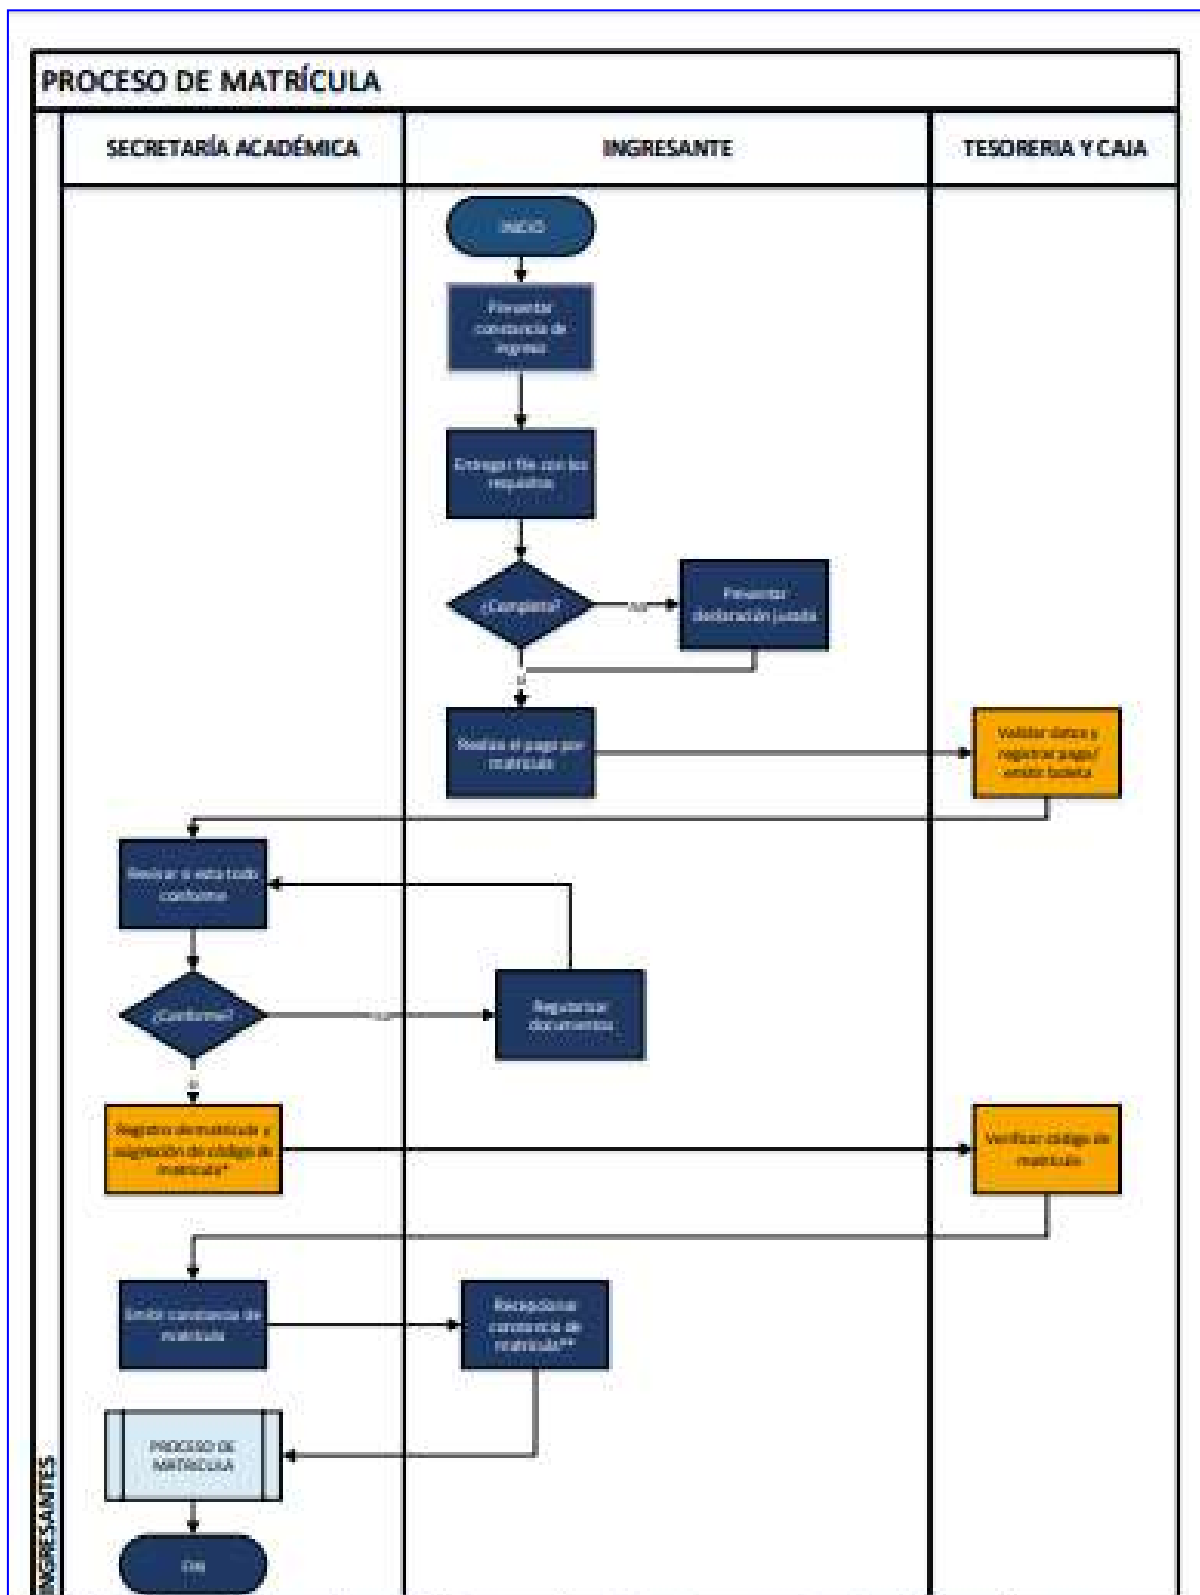 PROCESO DE MATRÍCULA
SECRETARÍA ACADÉMICA
INGRESANTE
TESORERIA Y CAJA
INICIO
Presentar
constancia de
ingreso
Entregar file con los
requisitos
¿Completo?
no
Presentar
declaración jurada
si
Realiza el pago por
matrícula
Validar datos y
registrar pago/
emitir boleta
Revisar si esta todo
conforme
¿Conforme?
no
Regularizar
documentos
si
Registro de matrícula y
asignación de código de
matrícula*
Verificar código de
matrícula
Emitir constancia de
matrícula
Recepcionar
constancia de
matrícula**
PROCESO DE
MATRÍCULA
FIN
INGRESANTES